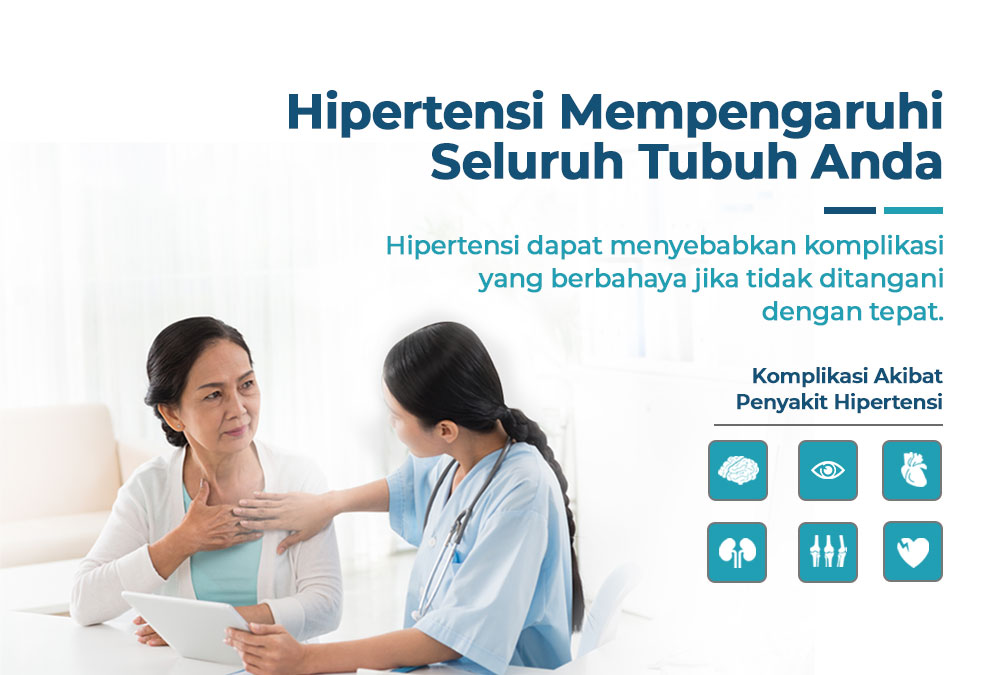 Hipertensi Mempengaruhi
Seluruh Tubuh Anda
Hipertensi dapat menyebabkan komplikasi
yang berbahaya jika tidak ditangani
dengan tepat.
Komplikasi Akibat
Penyakit Hipertensi